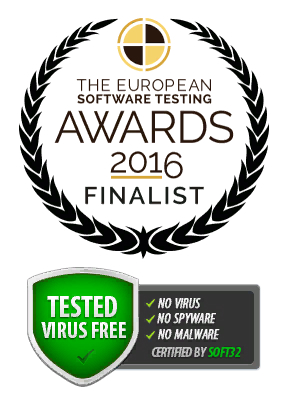 THE EUROPEAN
SOFTWARE TESTING
AWARDS
2016
FINALIST
TESTED
VIRUS FREE
NO VIRUS
NO SPYWARE
NO MALWARE
CERTIFIED BY SOFT32